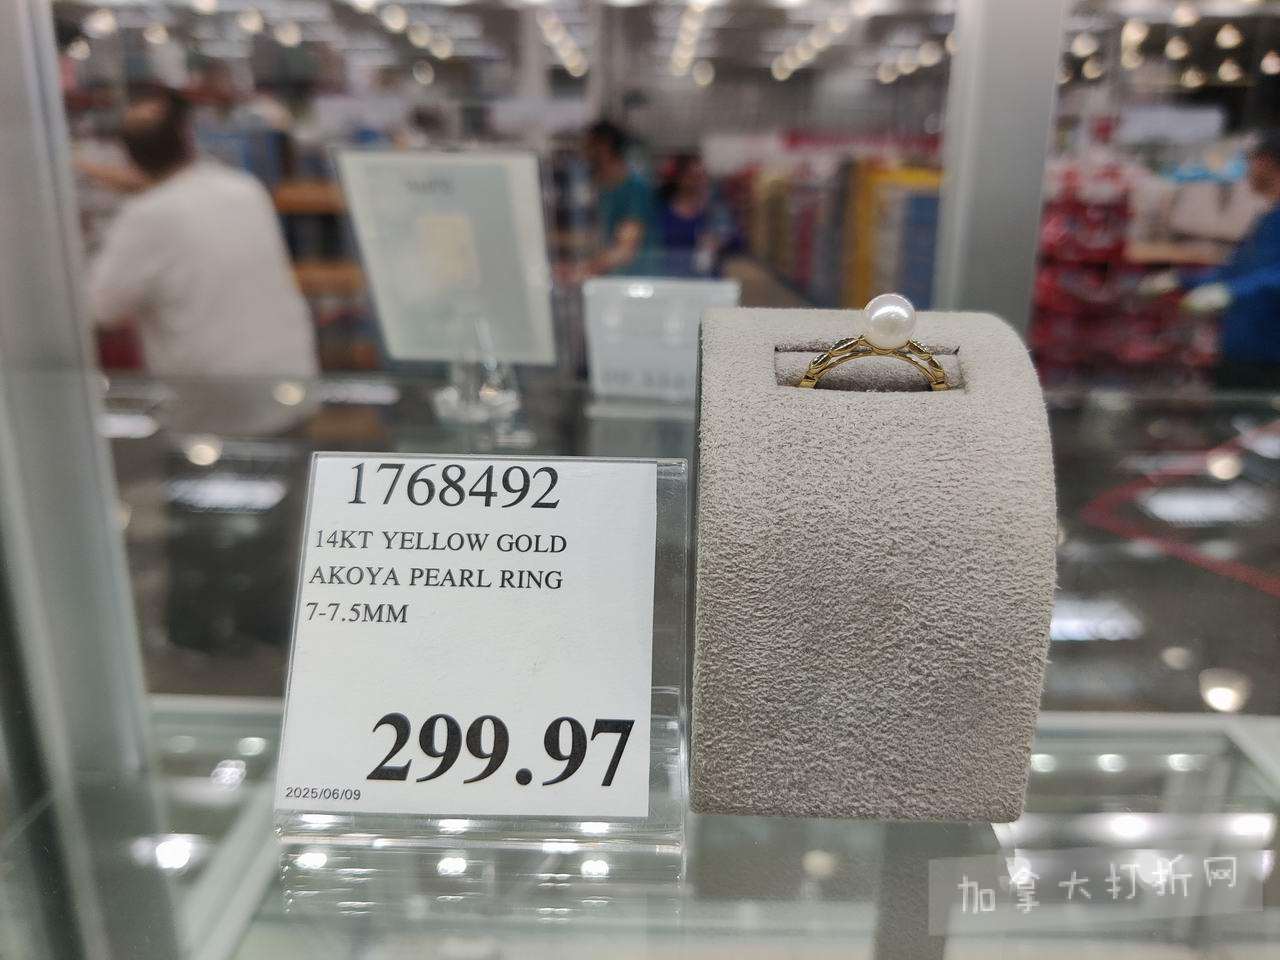 1768492
14KT YELLOW GOLD
AKOYA PEARL RING
7-7.5MM
299.97
2025/06/09
加拿大打折网